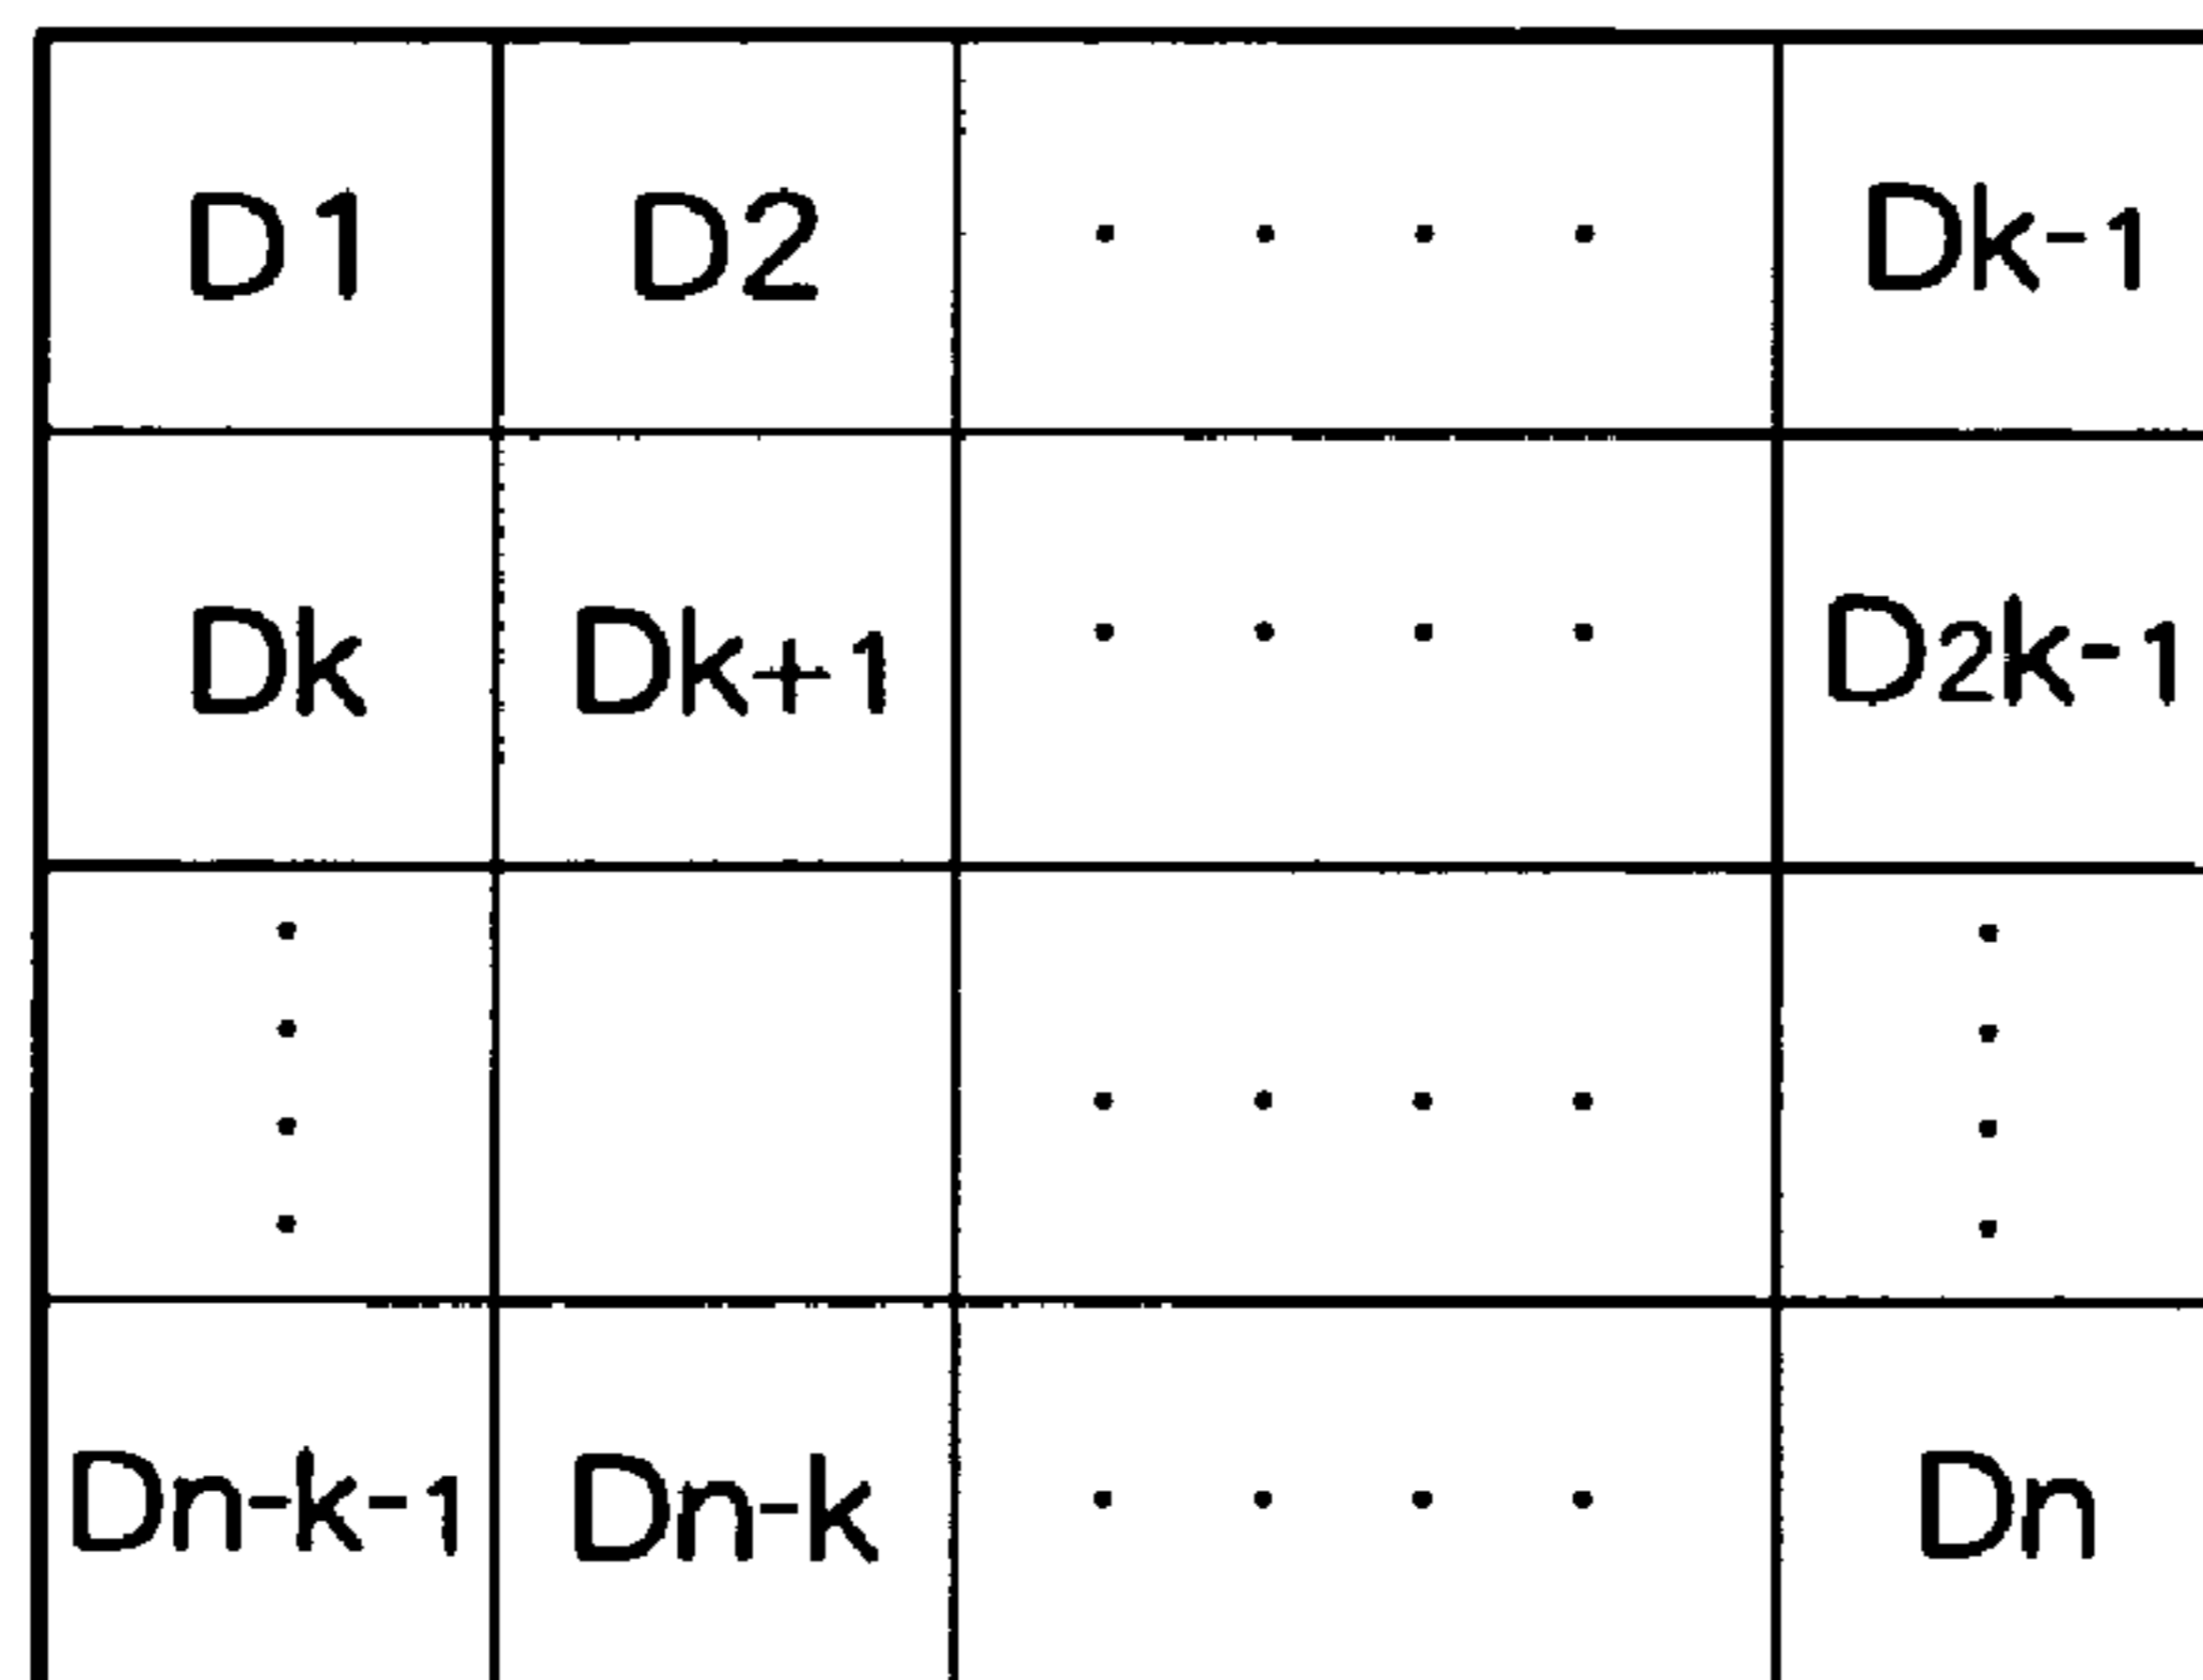 D1 D2 . . . . Dk-1
Dk Dk+1 . . . . D2k-1
. . . .
Dn-k-1 Dn-k . . . . Dn